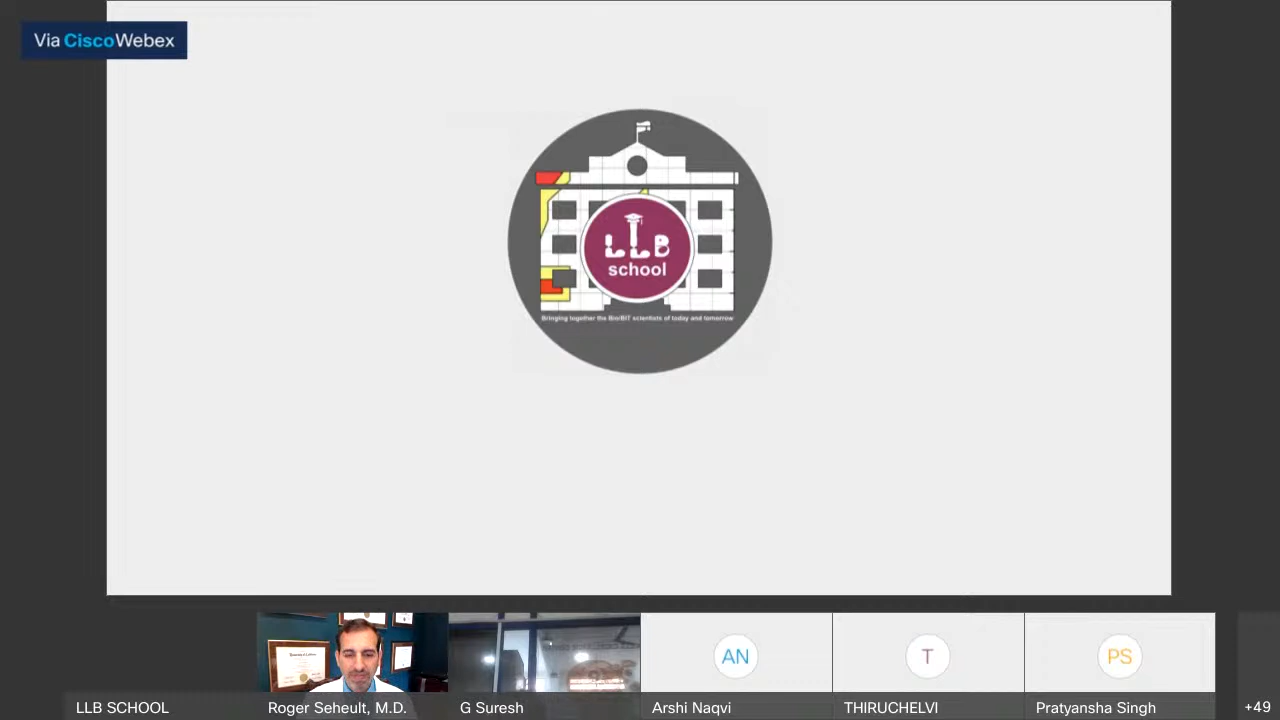 Via CiscoWebex
LLB
school
Bringing together the Bio/BIT scientists of today and tomorrow
AN
T
PS
LLB SCHOOL
Roger Seheult, M.D.
G Suresh
Arshi Naqvi
THIRUCHELVI
Pratyansha Singh
+49